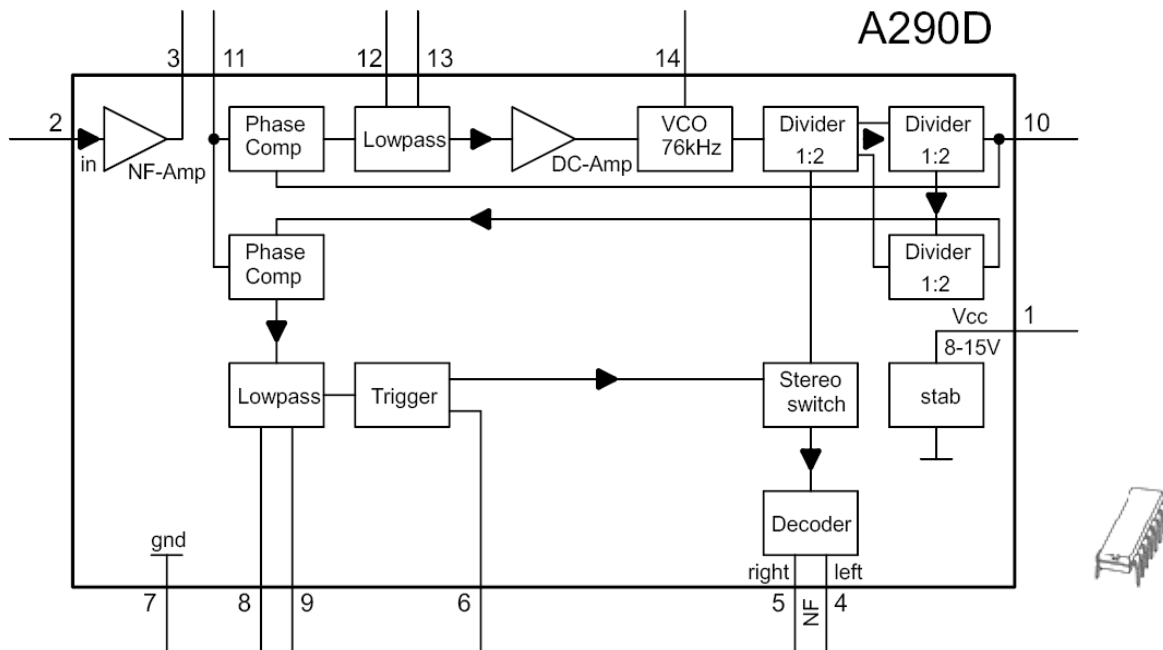 A290D
3
11
12
13
14
2
in
NF-Amp
Phase
Comp
Lowpass
DC-Amp
VCO
76kHz
Divider
1:2
Divider
1:2
10
Phase
Comp
Divider
1:2
Vcc
1
8-15V
Lowpass
Trigger
Stereo
switch
stab
Decoder
gnd
right
left
7
8
9
6
5
NF
4